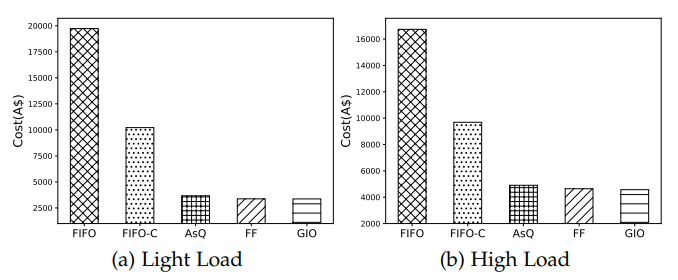 Cost(A$)
20000
17500
15000
12500
10000
7500
5000
2500
FIFO FIFO-C AsQ FF GIO
(a) Light Load
Cost(A$)
16000
14000
12000
10000
8000
6000
4000
2000
FIFO FIFO-C AsQ FF GIO
(b) High Load